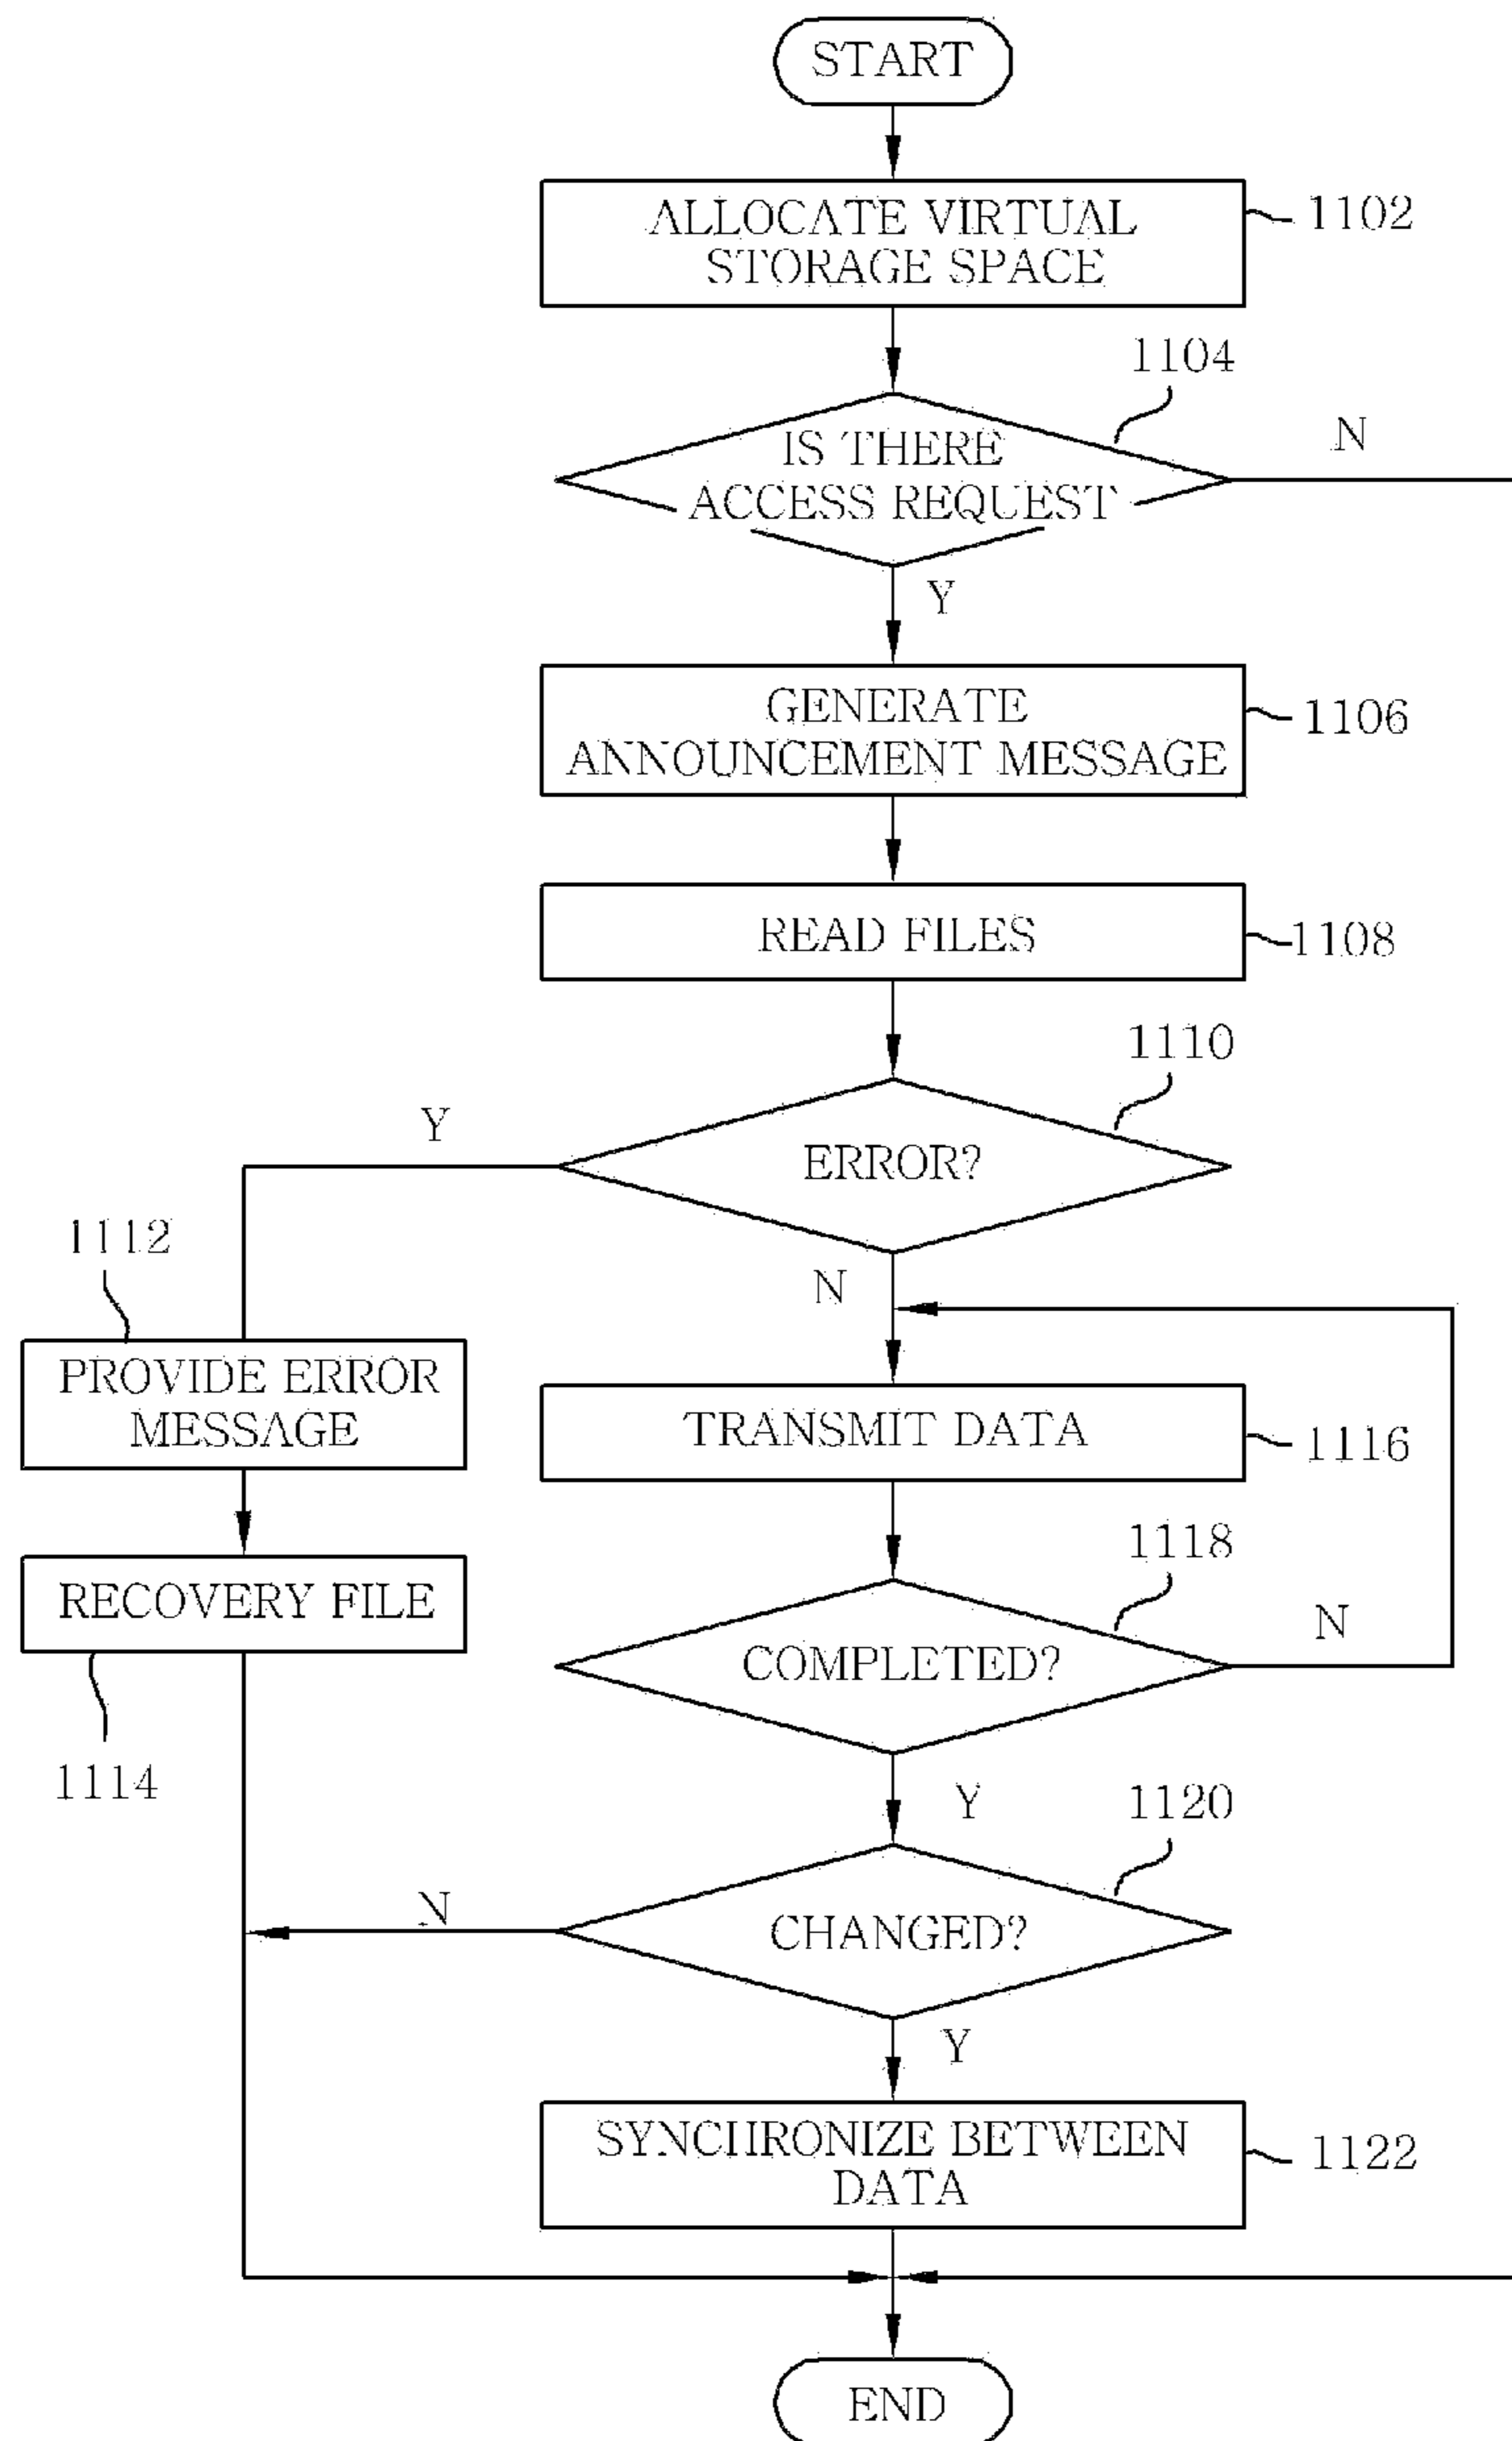 START
ALLOCATE VIRTUAL
STORAGE SPACE
1102
1104
IS THERE
ACCESS REQUEST
N
Y
GENERATE
ANNOUNCEMENT MESSAGE
1106
READ FILES
1108
1110
Y
ERROR?
1112
N
PROVIDE ERROR
MESSAGE
TRANSMIT DATA
1116
1118
RECOVERY FILE
N
COMPLETED?
1114
Y
1120
N
CHANGED?
Y
SYNCHRONIZE BETWEEN
DATA
1122
END